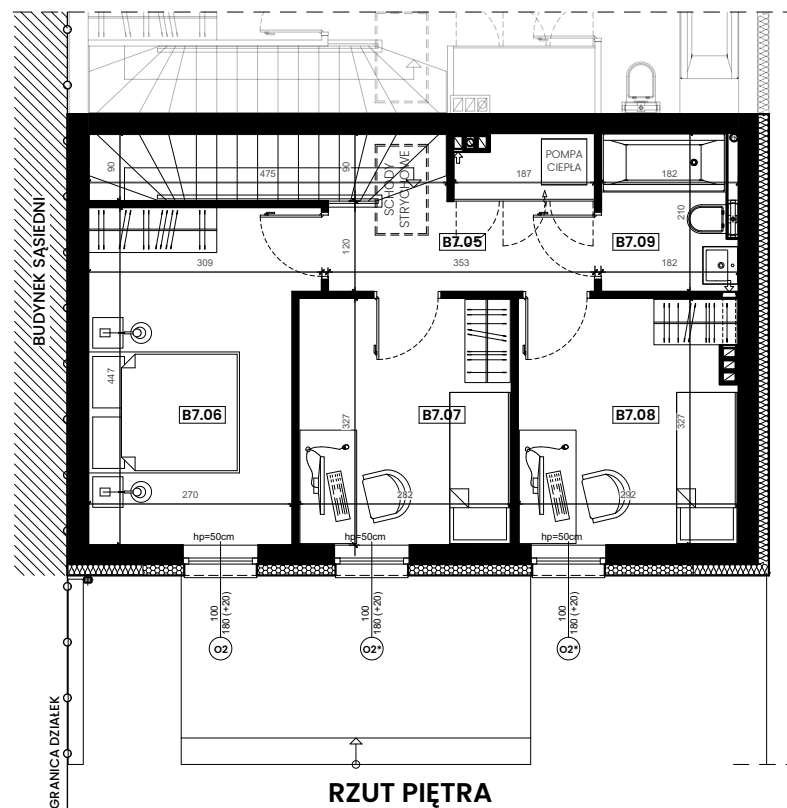 90
475
90
SCHODY
STRYCHOWE
187
POMPA
CIEPŁA
182
210
BUDYNEK SĄSIEDNI
309
120
B7.05
353
B7.09
182
447
B7.06
327
B7.07
B7.08
327
270
282
292
hp=50cm
hp=50cm
hp=50cm
100
180 (+20)
100
180 (+20)
100
180 (+20)
O2
O2*
O2*
GRANICA DZIAŁEK
RZUT PIĘTRA